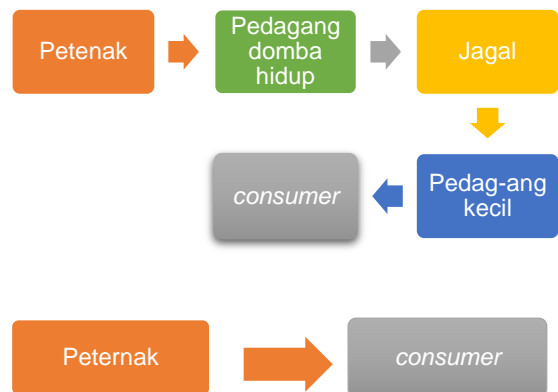 Petenak
Pedagang
domba
hidup
Jagal
Pedag-ang
kecil
consumer
Peternak
consumer